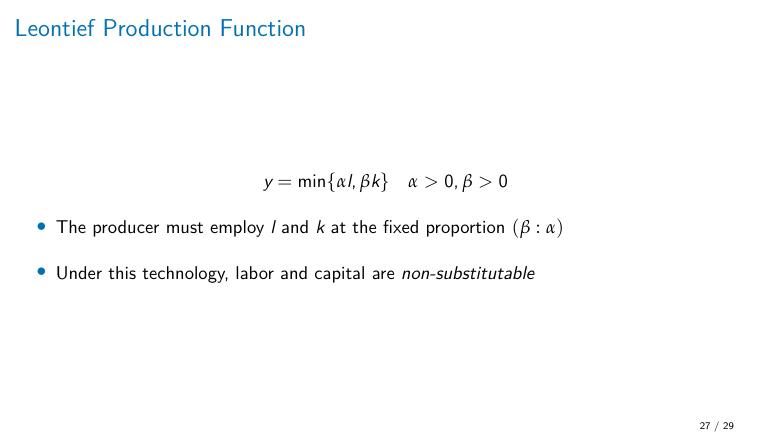 Leontief Production Function
y = min{αl, βk}   α > 0, β > 0
• The producer must employ l and k at the fixed proportion (β : α)
• Under this technology, labor and capital are non-substitutable
27 / 29